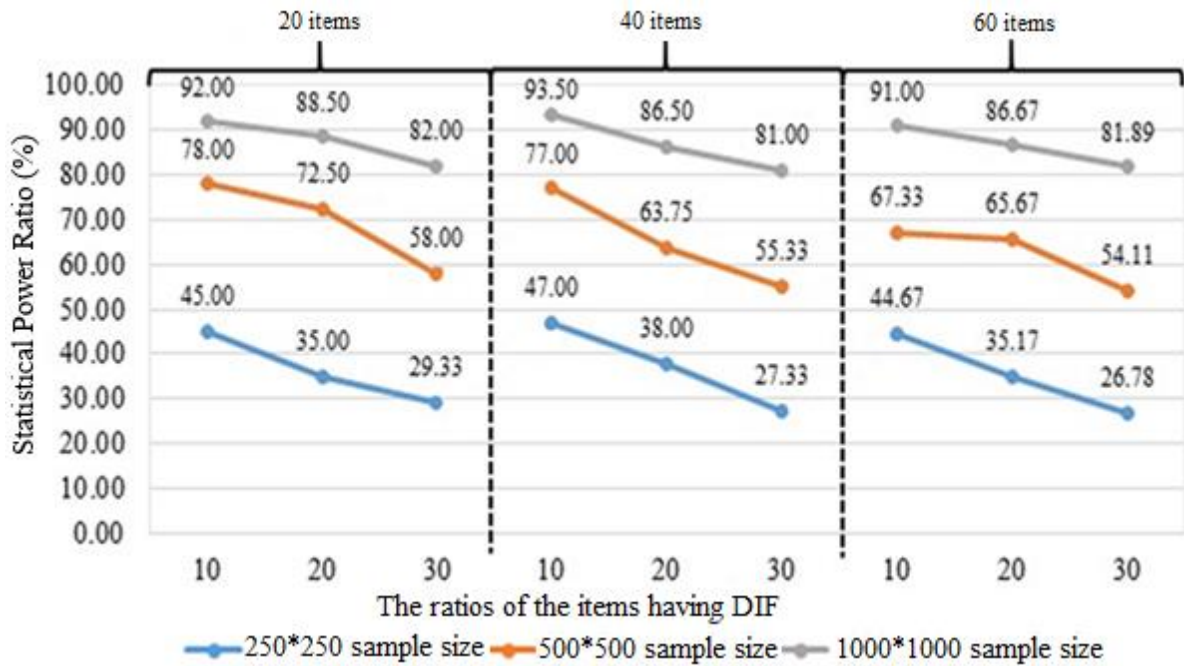 20 items 40 items 60 items
100.00
90.00
80.00
70.00
60.00
50.00
40.00
30.00
20.00
10.00
0.00
Statistical Power Ratio (%)
92.00 88.50 82.00
78.00 72.50 58.00
45.00 35.00 29.33
93.50 86.50 81.00
77.00 63.75 55.33
47.00 38.00 27.33
91.00 86.67 81.89
67.33 65.67 54.11
44.67 35.17 26.78
10 20 30 10 20 30 10 20 30
The ratios of the items having DIF
250*250 sample size 500*500 sample size 1000*1000 sample size